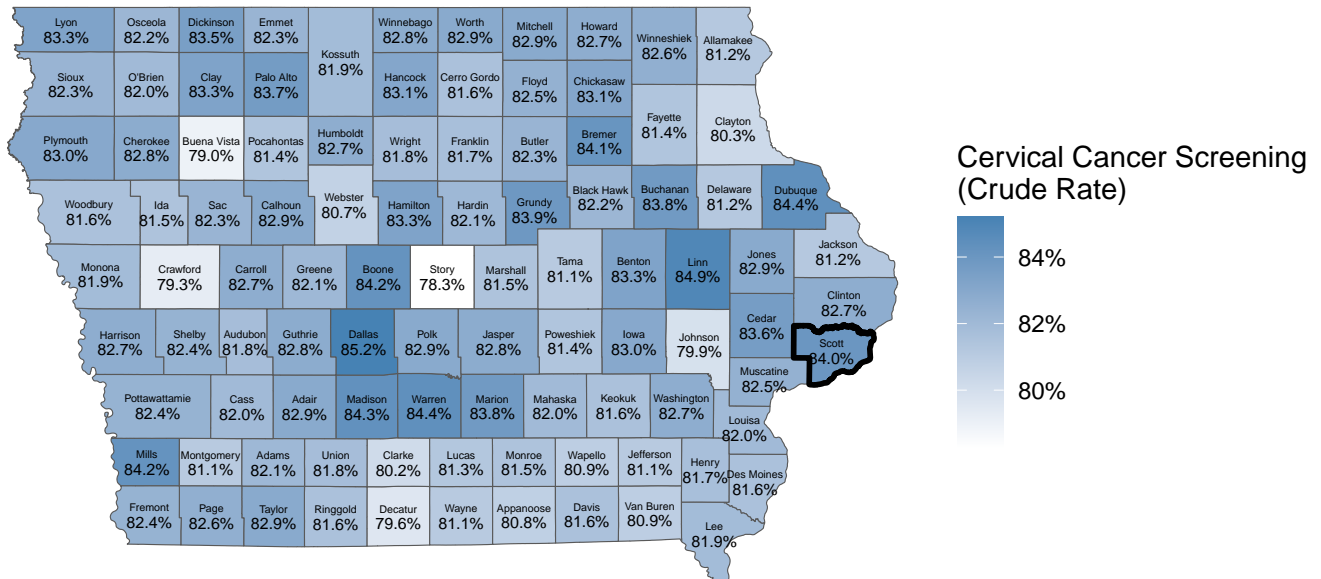 Lyon
83.3%
Osceola
82.2%
Dickinson
83.5%
Emmet
82.3%
Kossuth
81.9%
Winnebago
82.8%
Worth
82.9%
Mitchell
82.9%
Howard
82.7%
Winneshiek
82.6%
Allamakee
81.2%
Sioux
82.3%
O'Brien
82.0%
Clay
83.3%
Palo Alto
83.7%
Hancock
83.1%
Cerro Gordo
81.6%
Floyd
82.5%
Chickasaw
83.1%
Fayette
81.4%
Clayton
80.3%
Plymouth
83.0%
Cherokee
82.8%
Buena Vista
79.0%
Pocahontas
81.4%
Humboldt
82.7%
Wright
81.8%
Franklin
81.7%
Butler
82.3%
Bremer
84.1%
Woodbury
81.6%
Ida
81.5%
Sac
82.3%
Calhoun
82.9%
Webster
80.7%
Hamilton
83.3%
Hardin
82.1%
Grundy
83.9%
Black Hawk
82.2%
Buchanan
83.8%
Delaware
81.2%
Dubuque
84.4%
Monona
81.9%
Crawford
79.3%
Carroll
82.7%
Greene
82.1%
Boone
84.2%
Story
78.3%
Marshall
81.5%
Tama
81.1%
Benton
83.3%
Linn
84.9%
Jones
82.9%
Jackson
81.2%
Clinton
82.7%
Harrison
82.7%
Shelby
82.4%
Audubon
81.8%
Guthrie
82.8%
Dallas
85.2%
Polk
82.9%
Jasper
82.8%
Poweshiek
81.4%
Iowa
83.0%
Johnson
79.9%
Cedar
83.6%
Scott
84.0%
Muscatine
82.5%
Pottawattamie
82.4%
Cass
82.0%
Adair
82.9%
Madison
84.3%
Warren
84.4%
Marion
83.8%
Mahaska
82.0%
Keokuk
81.6%
Washington
82.7%
Louisa
82.0%
Mills
84.2%
Montgomery
81.1%
Adams
82.1%
Union
81.8%
Clarke
80.2%
Lucas
81.3%
Monroe
81.5%
Wapello
80.9%
Jefferson
81.1%
Henry
81.7%
Des Moines
81.6%
Fremont
82.4%
Page
82.6%
Taylor
82.9%
Ringgold
81.6%
Decatur
79.6%
Wayne
81.1%
Appanoose
80.8%
Davis
81.6%
Van Buren
80.9%
Lee
81.9%
Cervical Cancer Screening
(Crude Rate)
84%
82%
80%